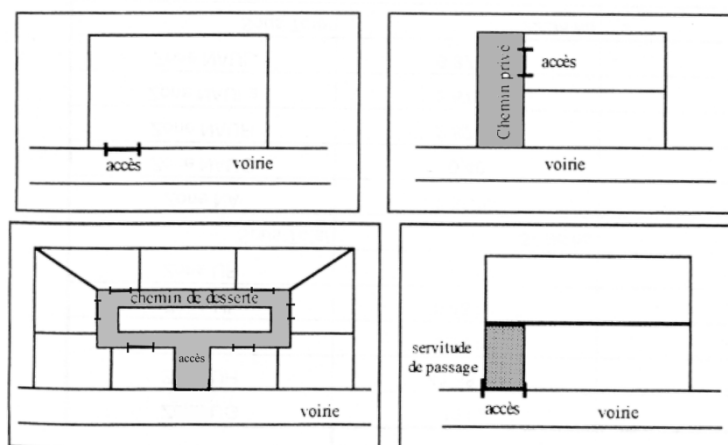 accès
voirie
Chemin privé
accès
voirie
chemin de desserte
accès
voirie
servitude
de passage
accès
voirie